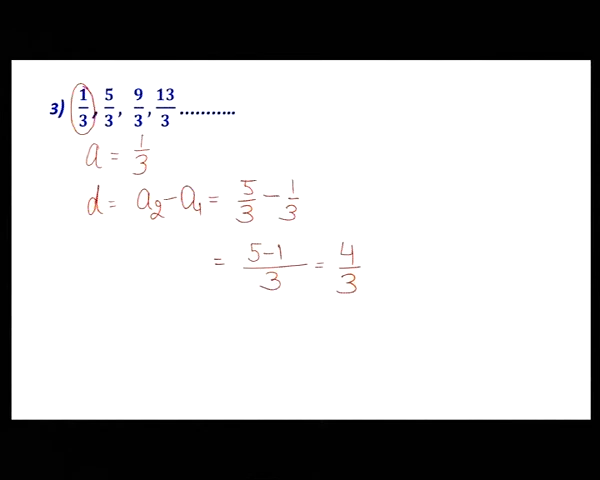 3) 1/3, 5/3, 9/3, 13/3 ...........
a = 1/3
d = a₂ - a₁ = 5/3 - 1/3
= 5-1/3 = 4/3